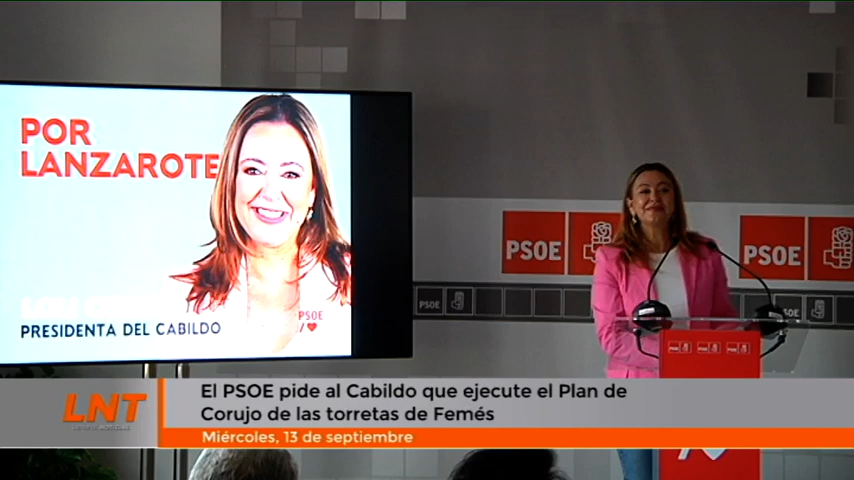 POR
LANZAROTE
PRESIDENTA DEL CABILDO
PSOE
PSOE
PSOE
PSOE
PSOE
LNT
El PSOE pide al Cabildo que ejecute el Plan de
Corujo de las torretas de Femés
Miércoles, 13 de septiembre